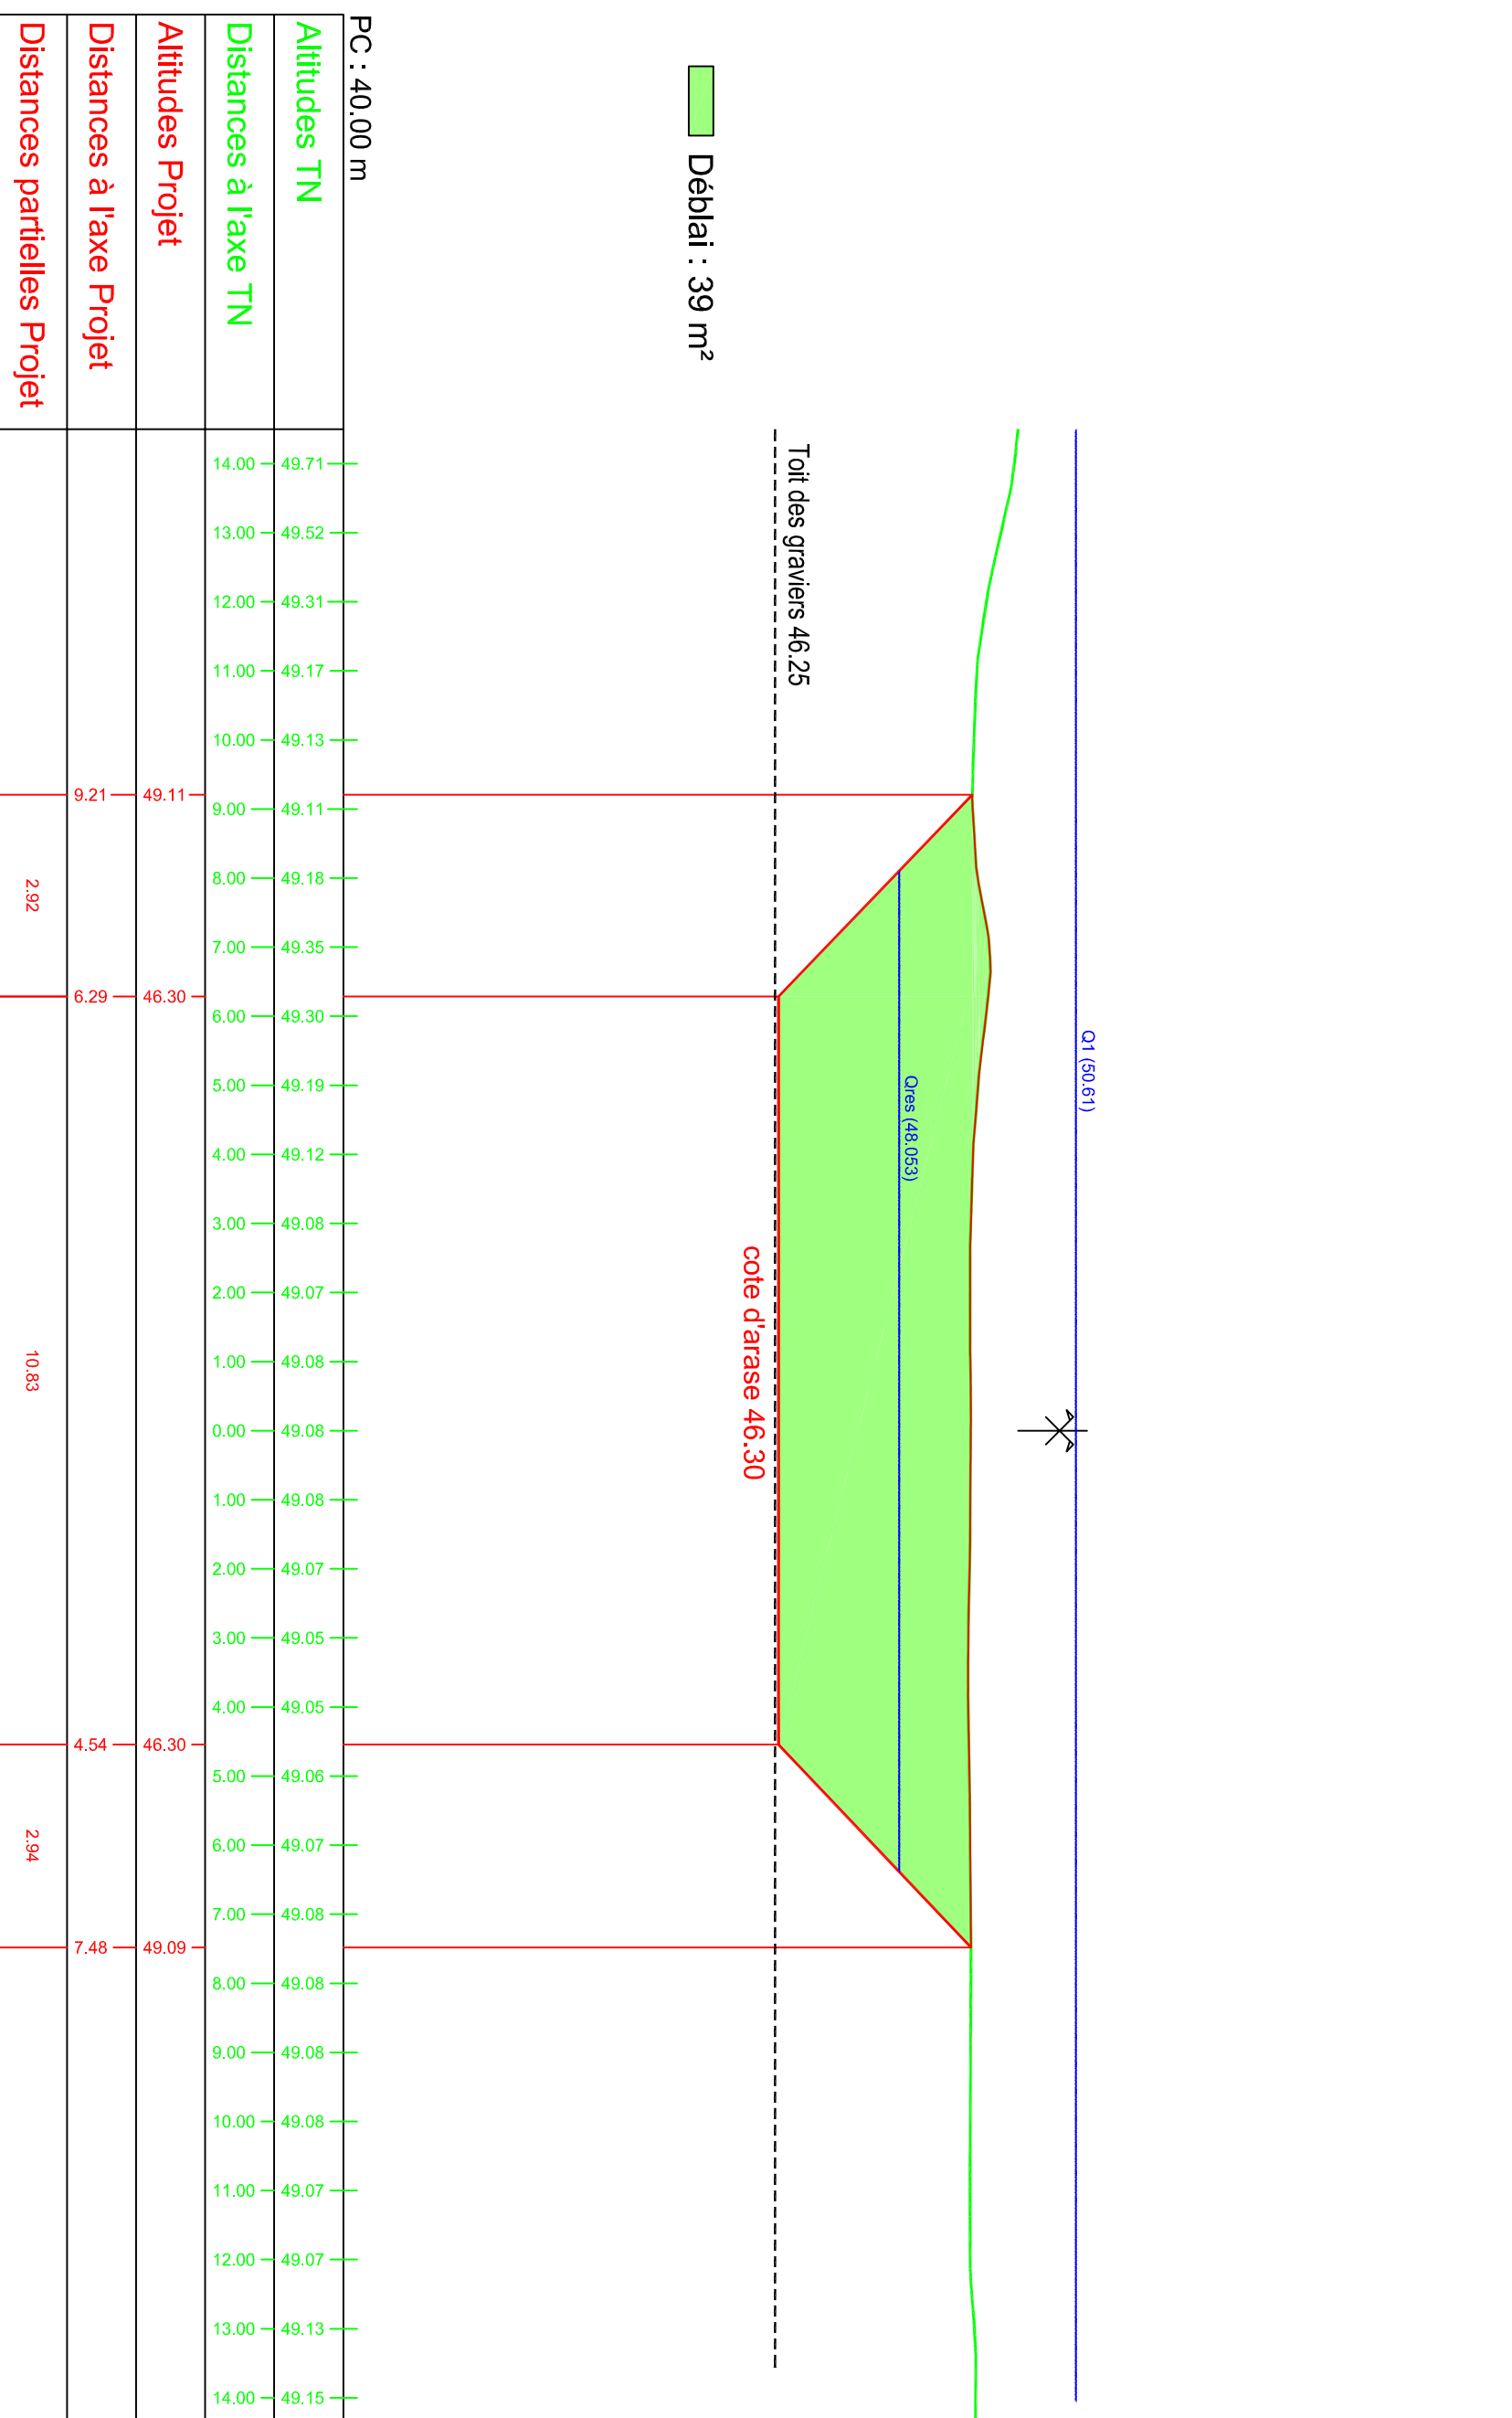 Q1 (50.61)
Qres (48.053)
Toit des graviers 46.25
cote d'arase 46.30
Déblai : 39 m²
PC : 40.00 m
Altitudes TN 49.71 49.52 49.31 49.17 49.13 49.11 49.18 49.35 49.30 49.19 49.12 49.08 49.07 49.08 49.08 49.08 49.07 49.05 49.05 49.06 49.07 49.08 49.08 49.08 49.08 49.07 49.07 49.13 49.15
Distances à l'axe TN 14.00 13.00 12.00 11.00 10.00 9.00 8.00 7.00 6.00 5.00 4.00 3.00 2.00 1.00 0.00 1.00 2.00 3.00 4.00 5.00 6.00 7.00 8.00 9.00 10.00 11.00 12.00 13.00 14.00
Altitudes Projet 49.11 46.30 46.30 49.09
Distances à l'axe Projet 9.21 6.29 4.54 7.48
Distances partielles Projet 2.92 10.83 2.94